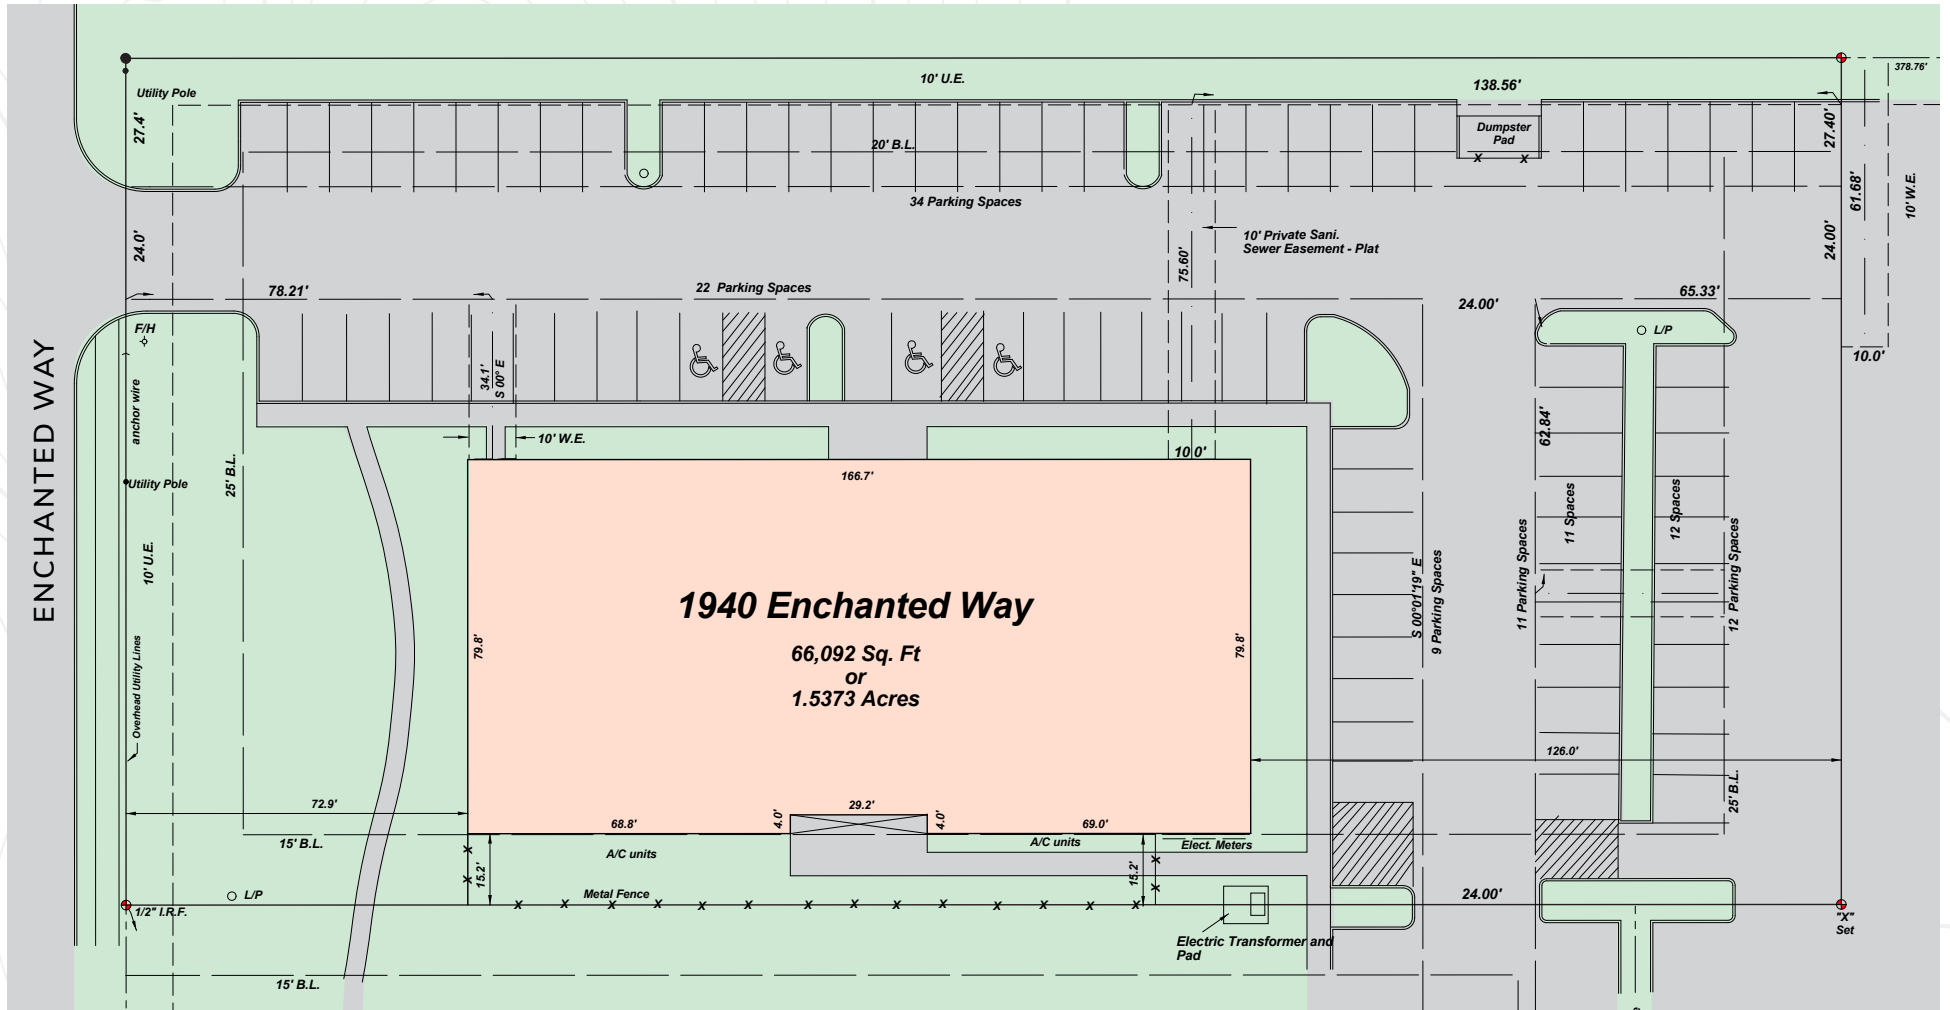 378.76'
10' U.E.
138.56'
Utility Pole
27.4'
20' B.L.
Dumpster
Pad
X X
27.40'
61.68'
10' W.E.
34 Parking Spaces
24.0'
10' Private Sani.
Sewer Easement - Plat
75.60'
24.00'
78.21'
22 Parking Spaces
24.00'
65.33'
F/H
L/P
10.0'
34.1'
S 00° E
anchor wire
62.84'
10' W.E.
10.0'
ENCHANTED WAY
25' B.L.
Utility Pole
166.7'
11 Spaces
12 Spaces
10' U.E.
S 00°01'19" E
9 Parking Spaces
11 Parking Spaces
12 Parking Spaces
1940 Enchanted Way
66,092 Sq. Ft
or
1.5373 Acres
79.8'
79.8'
Overhead Utility Lines
126.0'
25' B.L.
72.9'
29.2'
68.8'
4.0'
4.0'
69.0'
15' B.L.
A/C units
A/C units
Elect. Meters
X
X
15.2'
15.2'
X
X
L/P
Metal Fence
24.00'
1/2" I.R.F.
X X X X X X X X X X X X X X
"X"
Set
Electric Transformer and
Pad
15' B.L.